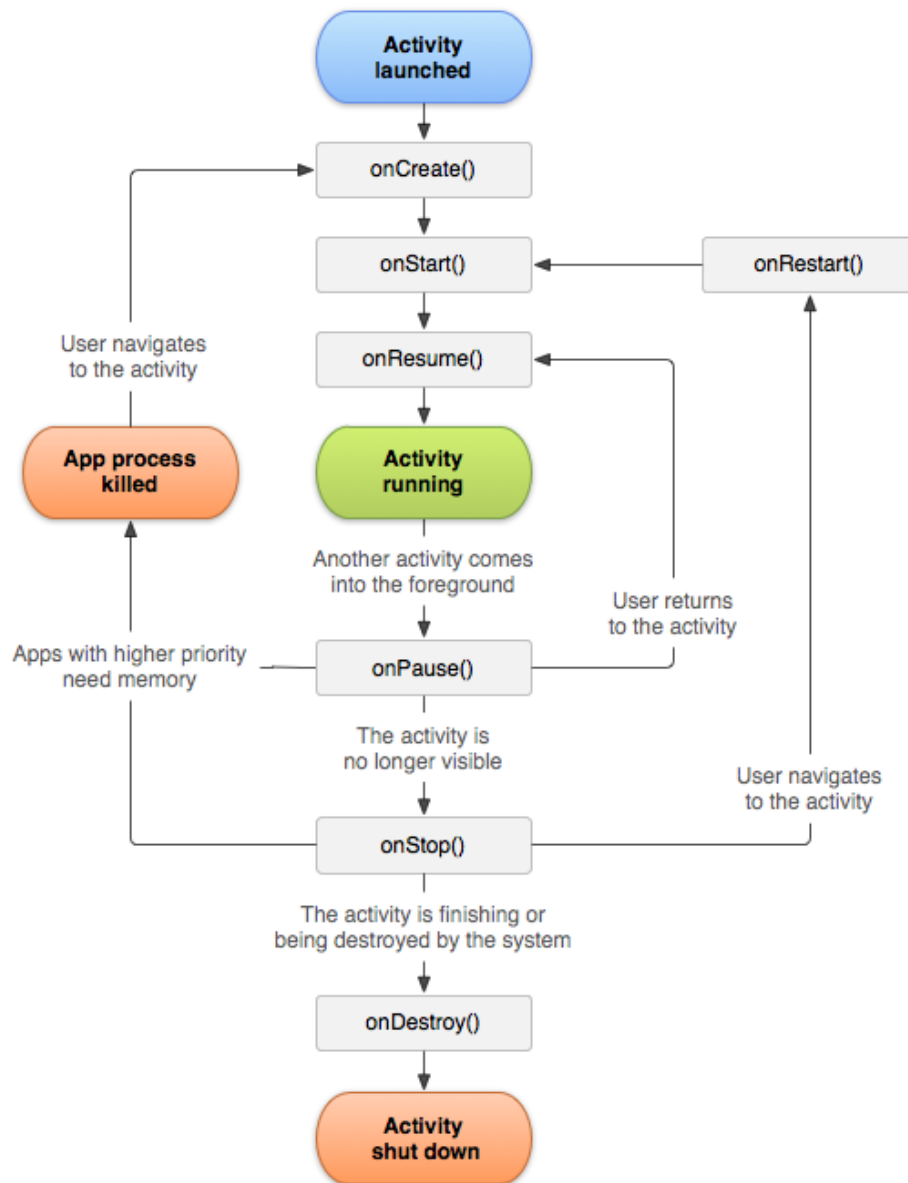 Activity
launched
onCreate()
onStart()
onRestart()
onResume()
User navigates
to the activity
App process
killed
Activity
running
Another activity comes
into the foreground
User returns
to the activity
Apps with higher priority
need memory
onPause()
The activity is
no longer visible
User navigates
to the activity
onStop()
The activity is finishing or
being destroyed by the system
onDestroy()
Activity
shut down